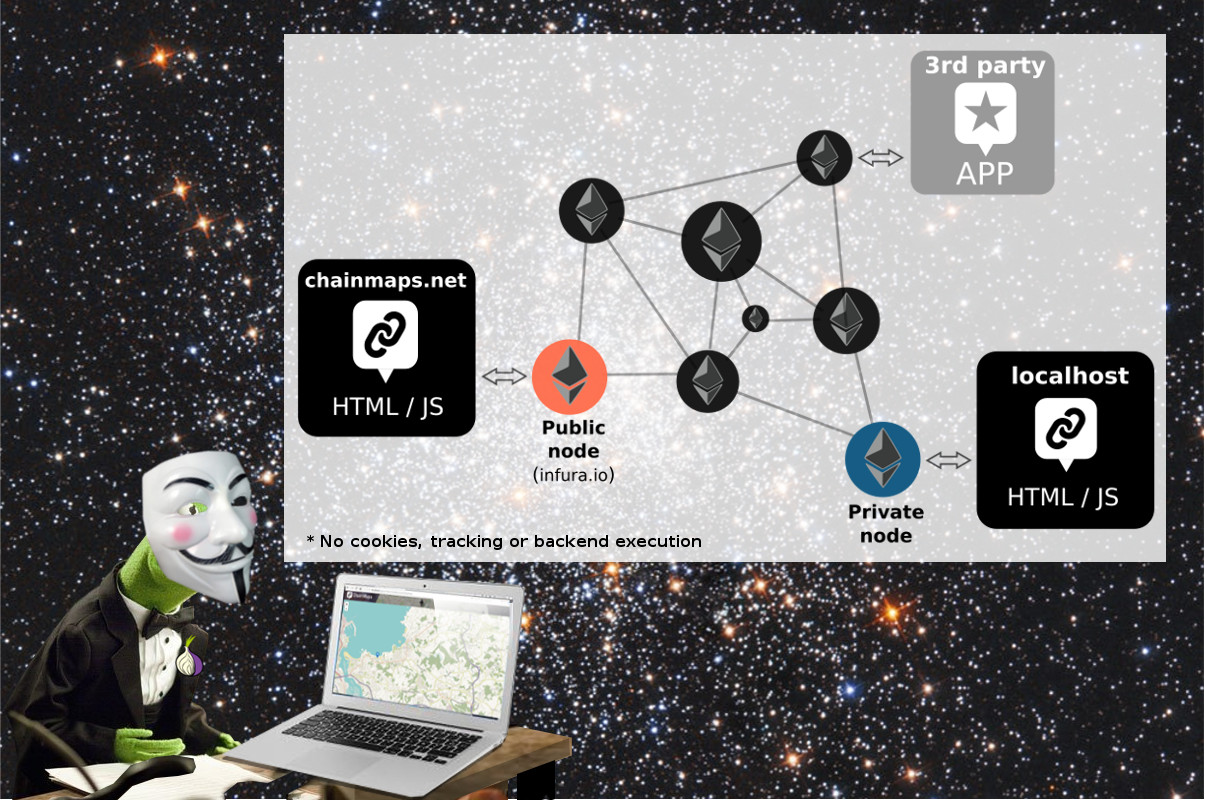 3rd party
APP
chainmaps.net
HTML / JS
Public
node
(infura.io)
localhost
HTML / JS
Private
node
* No cookies, tracking or backend execution